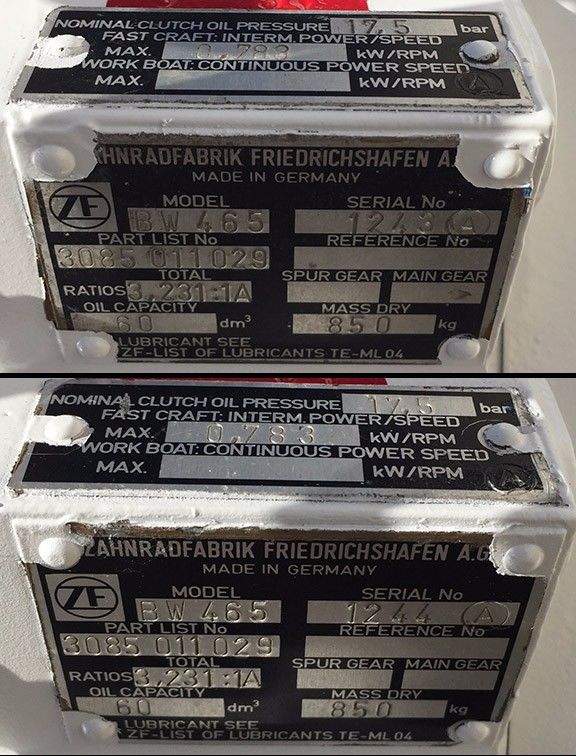 NOMINAL CLUTCH OIL PRESSURE 17,5 bar
FAST CRAFT: INTERM. POWER/SPEED
MAX. 0,783 kW/RPM
WORK BOAT: CONTINUOUS POWER SPEED
MAX. kW/RPM A
AHNRADFABRIK FRIEDRICHSHAFEN A.
MADE IN GERMANY
ZF
MODEL SERIAL No
BW 465 1243 A
PART LIST No REFERENCE No
3085 011 029
TOTAL SPUR GEAR MAIN GEAR
RATIOS 3,231:1A
OIL CAPACITY MASS DRY
60 dm³ 850 kg
LUBRICANT SEE
ZF-LIST OF LUBRICANTS TE-ML 04
NOMINAL CLUTCH OIL PRESSURE 17,5 bar
FAST CRAFT: INTERM. POWER/SPEED
MAX. 0,783 kW/RPM
WORK BOAT: CONTINUOUS POWER SPEED
MAX. kW/RPM A
ZAHNRADFABRIK FRIEDRICHSHAFEN A.G
MADE IN GERMANY
ZF
MODEL SERIAL No
BW 465 1244 A
PART LIST No REFERENCE No
3085 011 029
TOTAL SPUR GEAR MAIN GEAR
RATIOS 3,231:1A
OIL CAPACITY MASS DRY
60 dm³ 850 kg
LUBRICANT SEE
ZF-LIST OF LUBRICANTS TE-ML 04